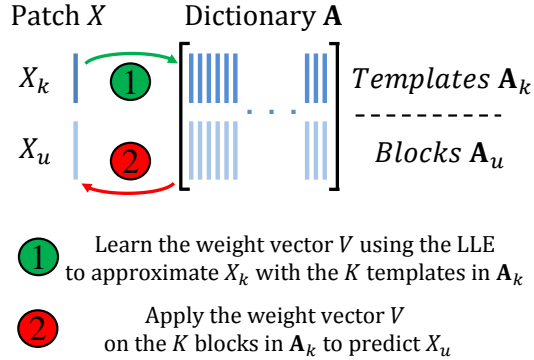 Patch X Dictionary A
X_k 1 Templates A_k
. . .
X_u 2 Blocks A_u
1 Learn the weight vector V using the LLE
to approximate X_k with the K templates in A_k
2 Apply the weight vector V
on the K blocks in A_k to predict X_u